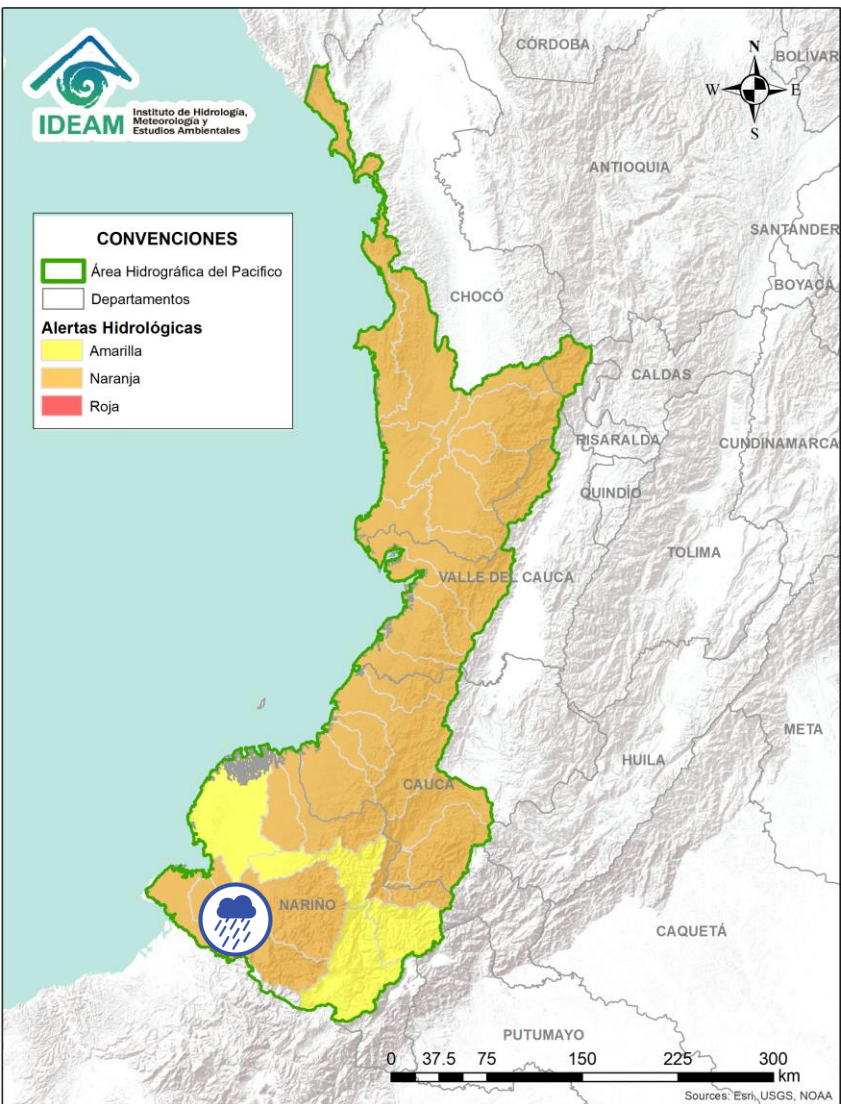 IDEAM
Instituto de Hidrología,
Meteorología y
Estudios Ambientales
CÓRDOBA
BOLÍVAR
N
W
E
S
ANTIOQUIA
SANTANDER
BOYACÁ
CONVENCIONES
Área Hidrográfica del Pacifico
Departamentos
Alertas Hidrológicas
Amarilla
Naranja
Roja
CHOCÓ
CALDAS
RISARALDA
CUNDINAMARCA
QUINDÍO
TOLIMA
VALLE DEL CAUCA
META
HUILA
CAUCA
NARIÑO
CAQUETÁ
PUTUMAYO
0 37.5 75 150 225 300
km
Sources: Esri, USGS, NOAA